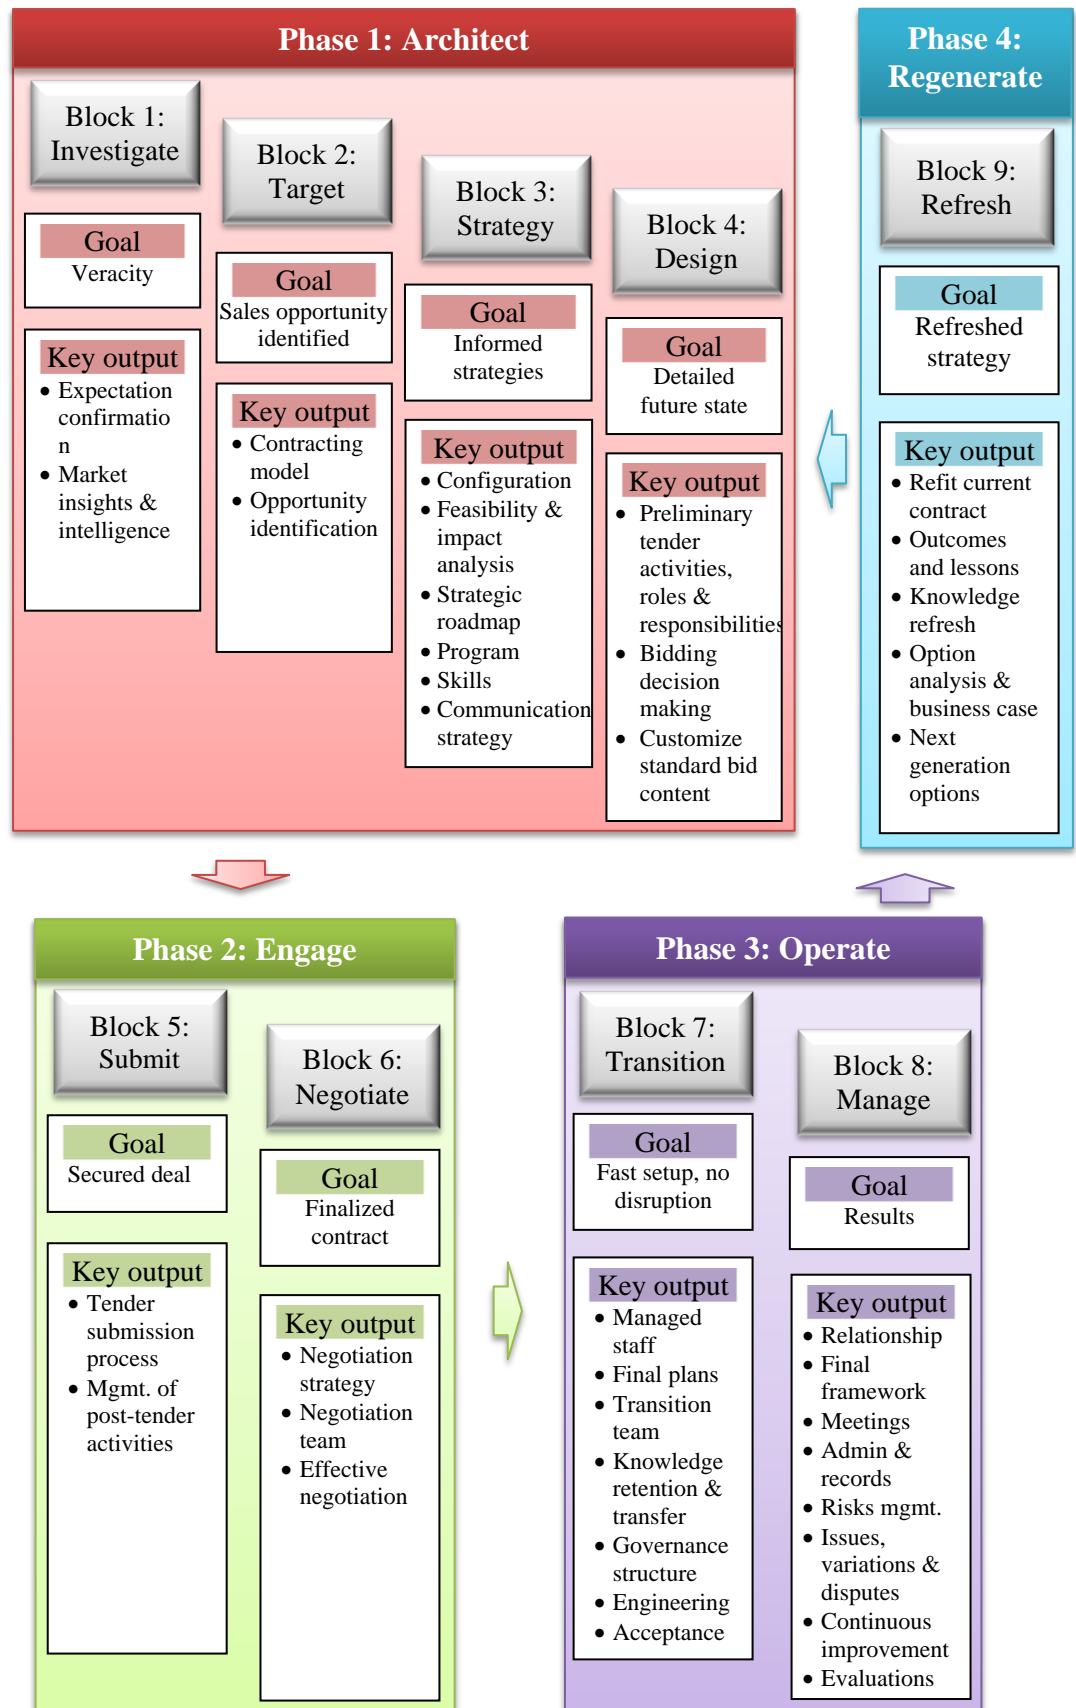 Phase 1: Architect
Block 1:
Investigate
Goal
Veracity
Key output
• Expectation
confirmatio
n
• Market
insights &
intelligence
Block 2:
Target
Goal
Sales opportunity
identified
Key output
• Contracting
model
• Opportunity
identification
Block 3:
Strategy
Goal
Informed
strategies
Key output
• Configuration
• Feasibility &
impact
analysis
• Strategic
roadmap
• Program
• Skills
• Communication
strategy
Block 4:
Design
Goal
Detailed
future state
Key output
• Preliminary
tender
activities,
roles &
responsibilities
• Bidding
decision
making
• Customize
standard bid
content
Phase 4:
Regenerate
Block 9:
Refresh
Goal
Refreshed
strategy
Key output
• Refit current
contract
• Outcomes
and lessons
• Knowledge
refresh
• Option
analysis &
business case
• Next
generation
options
Phase 2: Engage
Block 5:
Submit
Goal
Secured deal
Key output
• Tender
submission
process
• Mgmt. of
post-tender
activities
Block 6:
Negotiate
Goal
Finalized
contract
Key output
• Negotiation
strategy
• Negotiation
team
• Effective
negotiation
Phase 3: Operate
Block 7:
Transition
Goal
Fast setup, no
disruption
Key output
• Managed
staff
• Final plans
• Transition
team
• Knowledge
retention &
transfer
• Governance
structure
• Engineering
• Acceptance
Block 8:
Manage
Goal
Results
Key output
• Relationship
• Final
framework
• Meetings
• Admin &
records
• Risks mgmt.
• Issues,
variations &
disputes
• Continuous
improvement
• Evaluations